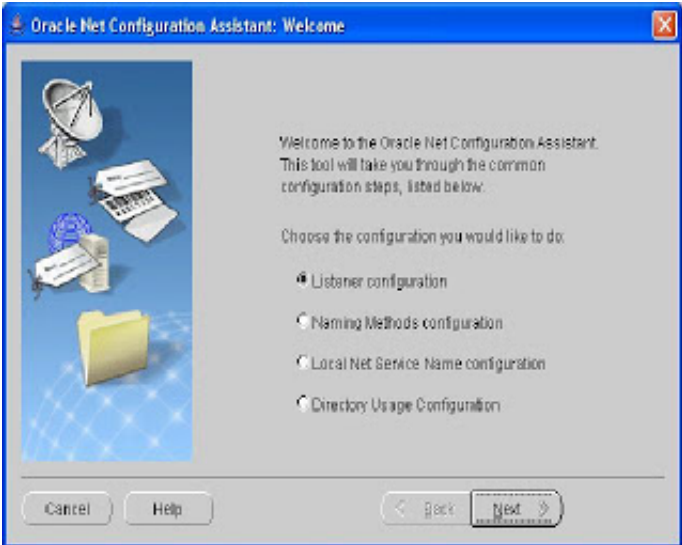 Oracle Net Configuration Assistant: Welcome
Welcome to the Oracle Net Configuration Assistant.
This tool will take you through the common
configuration steps, listed below.
Choose the configuration you would like to do:
Listener configuration
Naming Methods configuration
Local Net Service Name configuration
Directory Usage Configuration
Cancel
Help
Back
Next